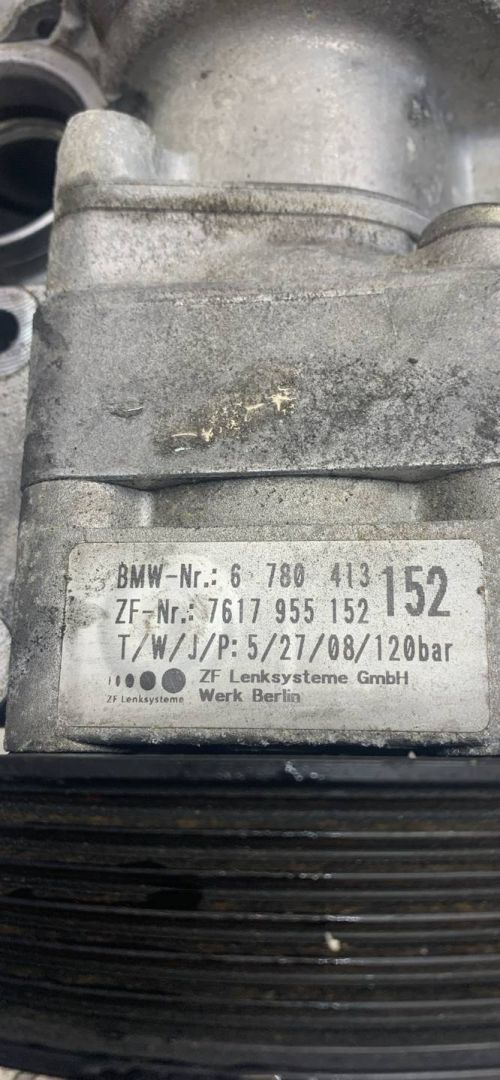 BMW-Nr.: 6 780 413
152
ZF-Nr.: 7617 955 152
T/W/J/P: 5/27/08/120bar
ZF Lenksysteme GmbH
Werk Berlin
ZF Lenksysteme